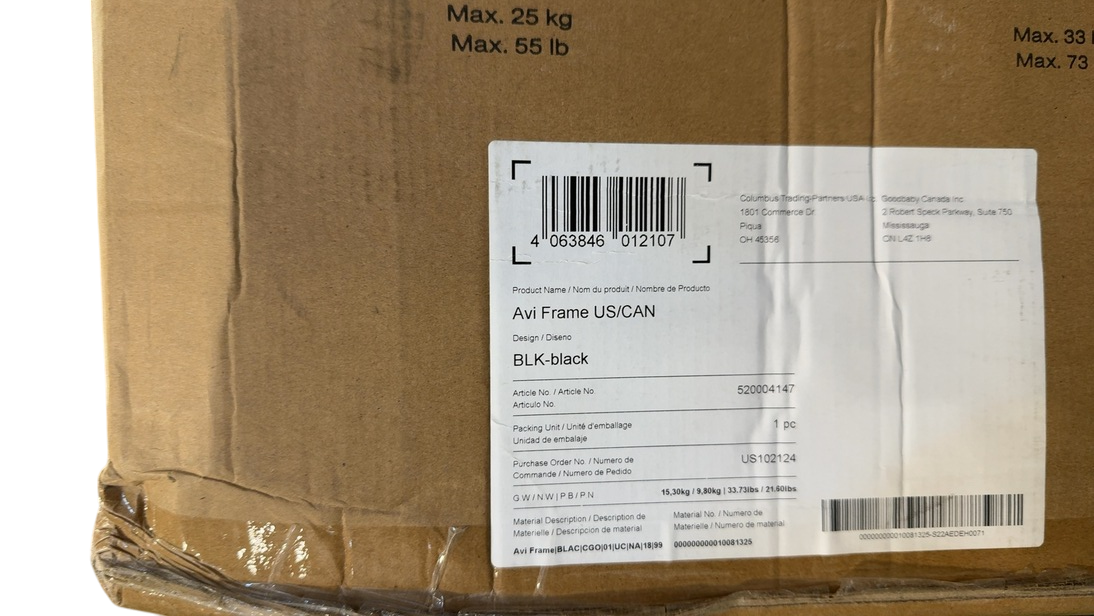 Max. 25 kg
Max. 55 lb
Max. 33
Max. 73
4 063846 012107
Columbus Trading-Partners USA
1801 Commerce Dr.
Piqua
OH 45356
Goodbaby Canada Inc.
2 Robert Speck Parkway, Suite 750
Mississauga
ON L4Z 1H8
Product Name / Nom du produit / Nombre de Producto
Avi Frame US/CAN
Design / Diseno
BLK-black
Article No. / Article No.
Articulo No.
520004147
Packing Unit / Unité d'emballage
Unidad de embalaje
1 pc
Purchase Order No. / Numero de
Commande / Numero de Pedido
US102124
G W / N W | P B / P N
15,30kg / 9,80kg | 33.73lbs / 21.60lbs
Material Description / Description de
Materielle / Descripcion de material
Avi Frame|BLAC|CGO|01|UC|NA|18|99
Material No. / Numero de
Materielle / Numero de material
000000000010081325
000000000010081325-S22AEDEH0071